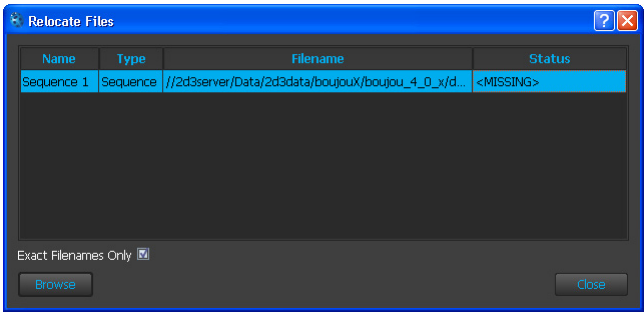 Relocate Files
Name Type Filename Status
Sequence 1 Sequence //2d3server/Data/2d3data/boujouX/boujou_4_0_x/d... <MISSING>
Exact Filenames Only
Browse Close